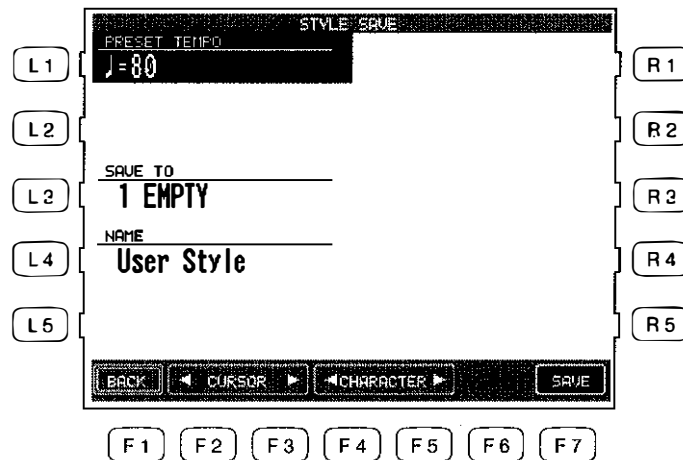 STYLE SAVE
PRESET TEMPO
♩=80
L1
R1
L2
R2
SAVE TO
1 EMPTY
L3
R3
NAME
User Style
L4
R4
L5
R5
BACK ◄ CURSOR ► ◄CHARACTER► SAVE
F1 F2 F3 F4 F5 F6 F7